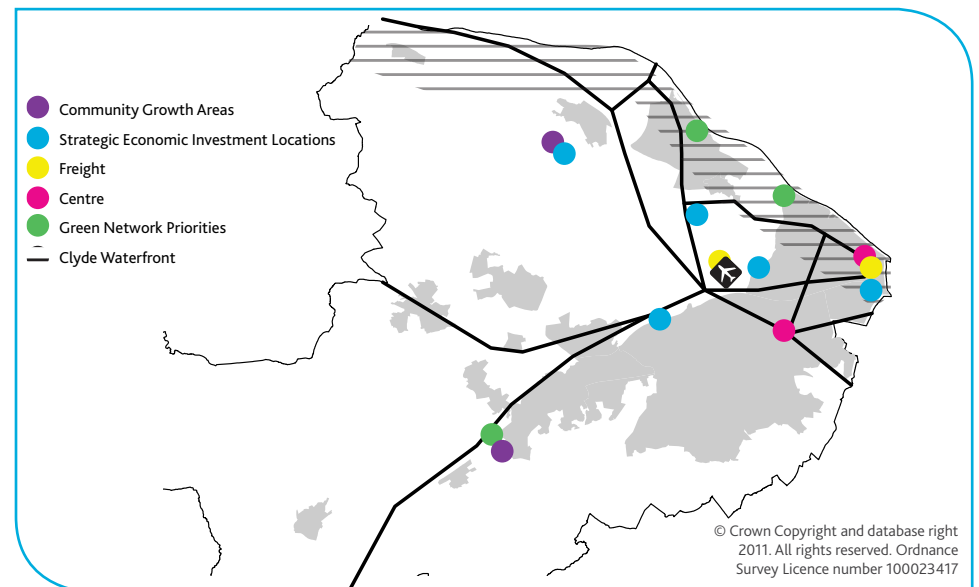 Community Growth Areas
Strategic Economic Investment Locations
Freight
Centre
Green Network Priorities
Clyde Waterfront
© Crown Copyright and database right
2011. All rights reserved. Ordnance
Survey Licence number 100023417